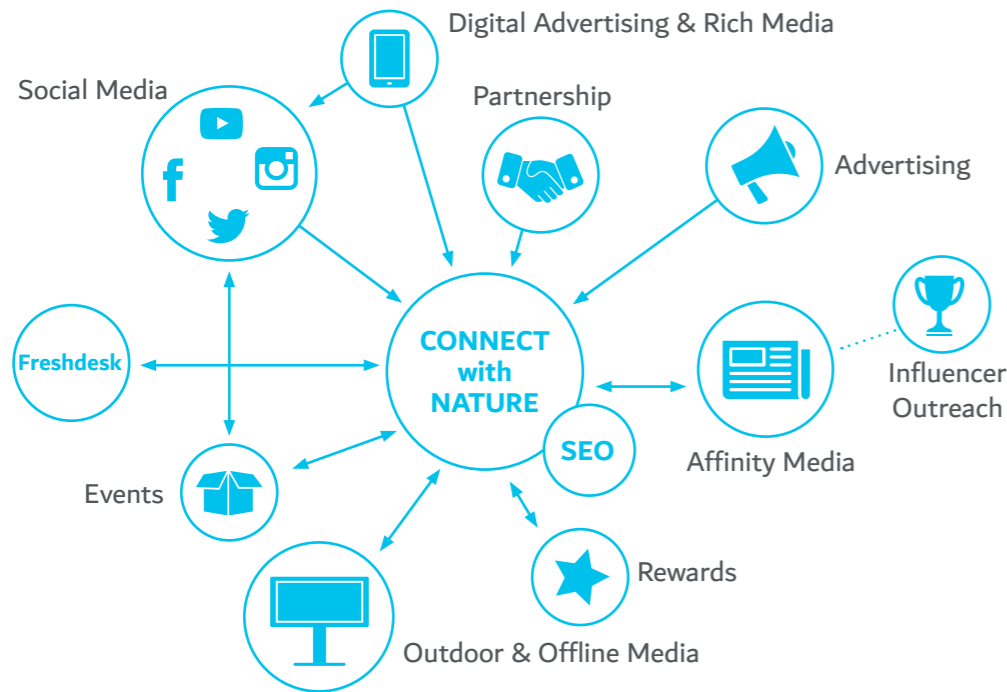 Digital Advertising & Rich Media
Social Media
Partnership
Advertising
CONNECT
with
NATURE
Freshdesk
Influencer
Outreach
SEO
Affinity Media
Events
Rewards
Outdoor & Offline Media